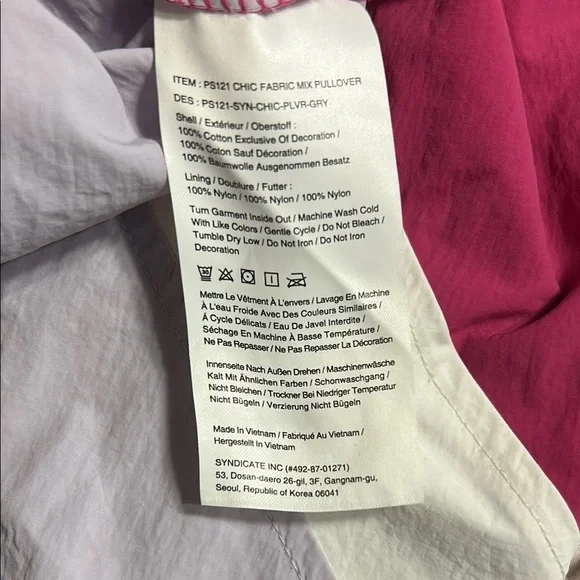 ITEM : PS121 CHIC FABRIC MIX PULLOVER
DES : PS121-SYN-CHIC-PLVR-GRY
Shell / Extérieur / Oberstoff :
100% Cotton Exclusive Of Decoration /
100% Coton Sauf Décoration /
100% Baumwolle Ausgenommen Besatz
Lining / Doublure / Futter :
100% Nylon / 100% Nylon / 100% Nylon
Turn Garment Inside Out / Machine Wash Cold
With Like Colors / Gentle Cycle / Do Not Bleach /
Tumble Dry Low / Do Not Iron / Do Not Iron
Decoration
30
Mettre Le Vêtment À L'envers / Lavage En Machine
À L'eau Froide Avec Des Couleurs Similaires /
Á Cycle Délicats / Eau De Javel Interdite /
Séchage En Machine À Basse Température /
Ne Pas Repasser / Ne Pas Repasser La Décoration
Innenseite Nach Außen Drehen / Maschinenwäsche
Kalt Mit Ähnlichen Farben / Schonwaschgang /
Nicht Bleichen / Trockner Bei Niedriger Temperatur
Nicht Bügeln / Verzierung Nicht Bügeln
Made In Vietnam / Fabriqué Au Vietnam /
Hergestellt In Vietnam
SYNDICATE INC (#492-87-01271)
53, Dosan-daero 26-gil, 3F, Gangnam-gu,
Seoul, Republic of Korea 06041